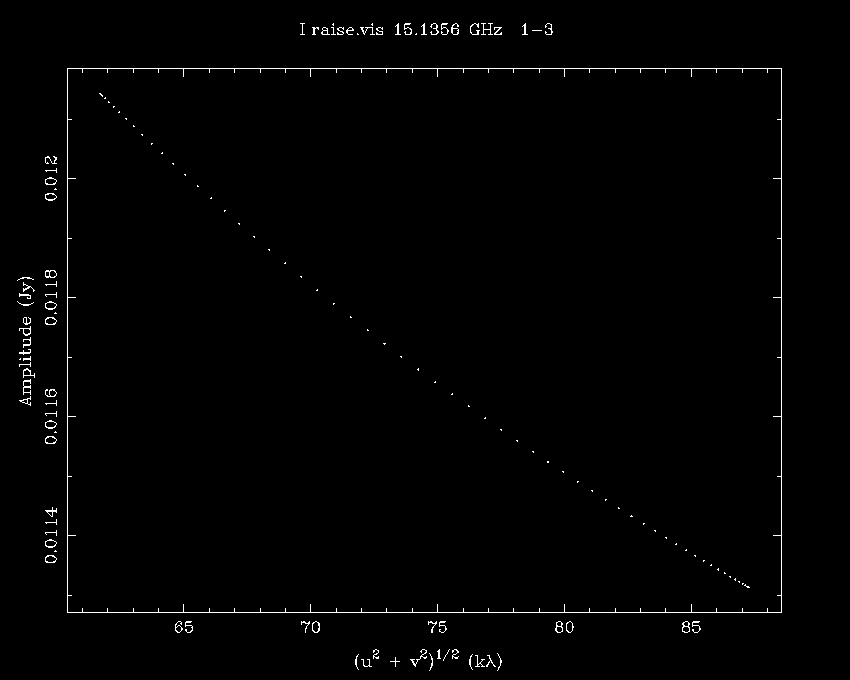 I raise.vis 15.1356 GHz 1−3
Amplitude (Jy)
0.012
0.0118
0.0116
0.0114
65 70 75 80 85
(u² + v²)^1/2 (kλ)